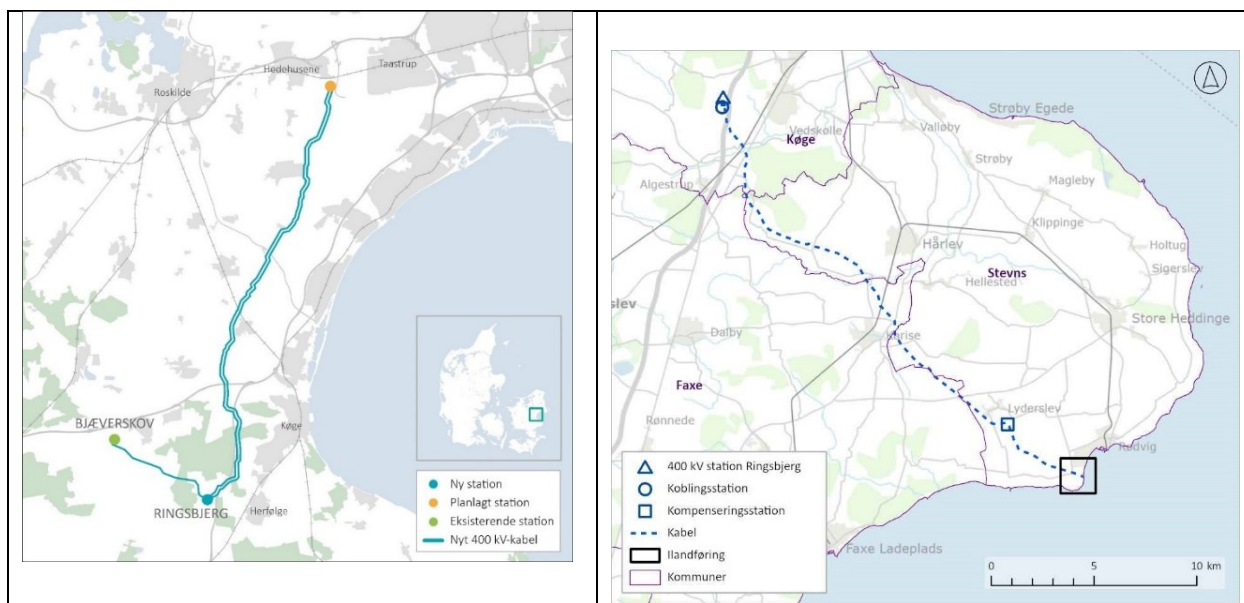 Hedehusene
Taastrup
Roskilde
BJÆVERSKOV
Køge
RINGSBJERG
Herfølge
Ny station
Planlagt station
Eksisterende station
Nyt 400 kV-kabel
Strøby Egede
Vedskølle
Valløby
Køge
Strøby
Algestrup
Magleby
Klippinge
Hårlev
Holtug
Stevns
Sigerslev
Hellested
slev
Store Heddinge
Dalby
Karise
Faxe
Rønnede
Lyderslev
Rødvig
400 kV station Ringsbjerg
Koblingsstation
Kompenseringsstation
Kabel
Ilandføring
Kommuner
Faxe Ladeplads
0 5 10 km